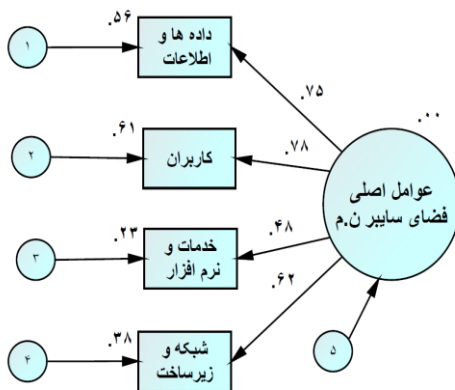 ۱
.۵۶
داده ها و
اطلاعات
.۷۵
.۰۰
۲
.۶۱
کاربران
.۷۸
عوامل اصلی
فضای سایبر ن.م
۳
.۲۳
خدمات و
نرم افزار
.۴۸
۴
.۳۸
شبکه و
زیرساخت
.۶۲
۵